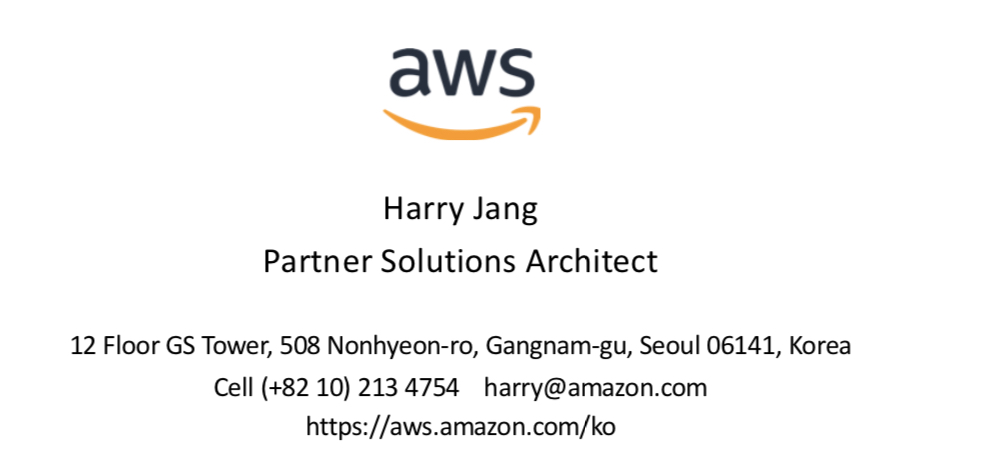 aws
Harry Jang
Partner Solutions Architect
12 Floor GS Tower, 508 Nonhyeon-ro, Gangnam-gu, Seoul 06141, Korea
Cell (+82 10) 213 4754 harry@amazon.com
https://aws.amazon.com/ko